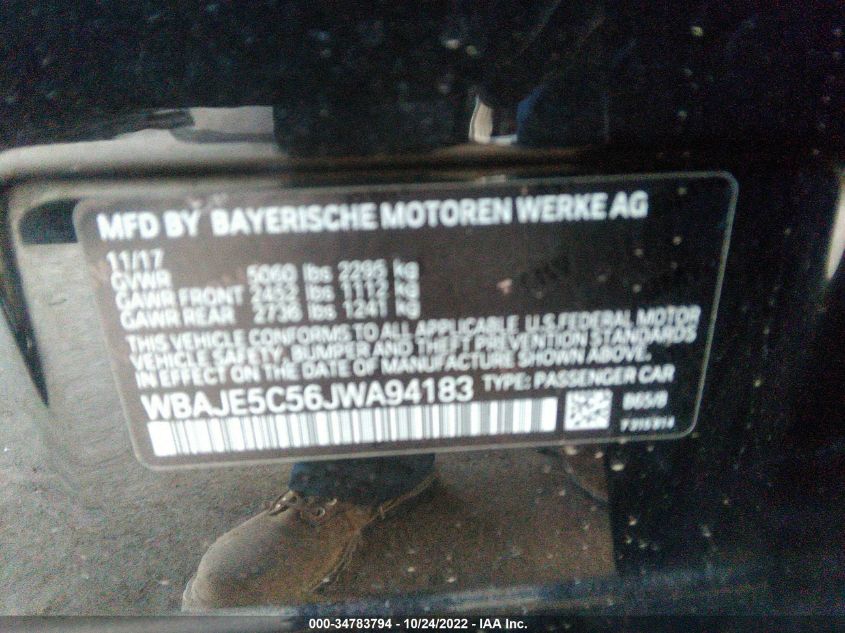 MFD BY BAYERISCHE MOTOREN WERKE AG
11/17
GVWR 5060 lbs 2295 kg
GAWR FRONT 2452 lbs 1112 kg
GAWR REAR 2736 lbs 1241 kg
THIS VEHICLE CONFORMS TO ALL APPLICABLE U.S. FEDERAL MOTOR
VEHICLE SAFETY, BUMPER AND THEFT PREVENTION STANDARDS
IN EFFECT ON THE DATE OF MANUFACTURE SHOWN ABOVE.
WBAJE5C56JWA94183 TYPE: PASSENGER CAR
000-34783794 - 10/24/2022 - IAA Inc.